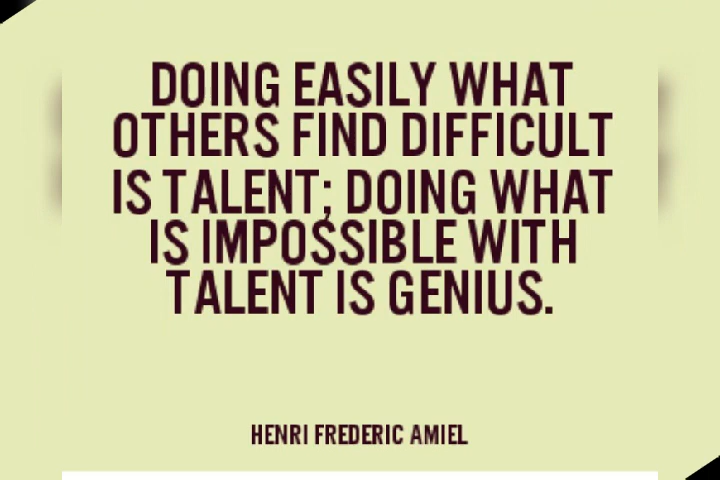 DOING EASILY WHAT
OTHERS FIND DIFFICULT
IS TALENT; DOING WHAT
IS IMPOSSIBLE WITH
TALENT IS GENIUS.
HENRI FREDERIC AMIEL